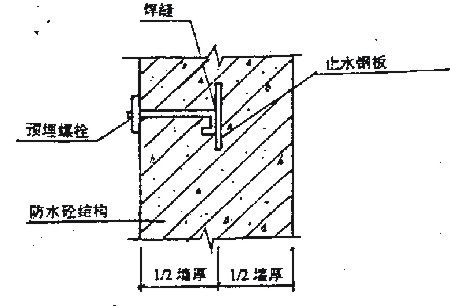 焊缝
止水钢板
预埋螺栓
防水砼结构
1/2 墙厚
1/2 墙厚